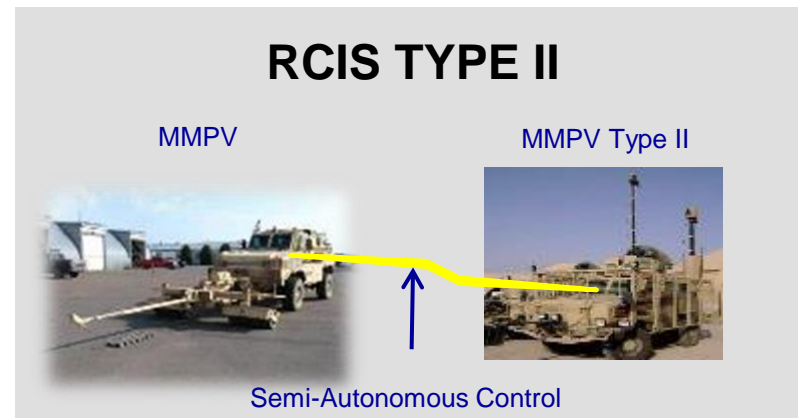 RCIS TYPE II
MMPV
MMPV Type II
Semi-Autonomous Control